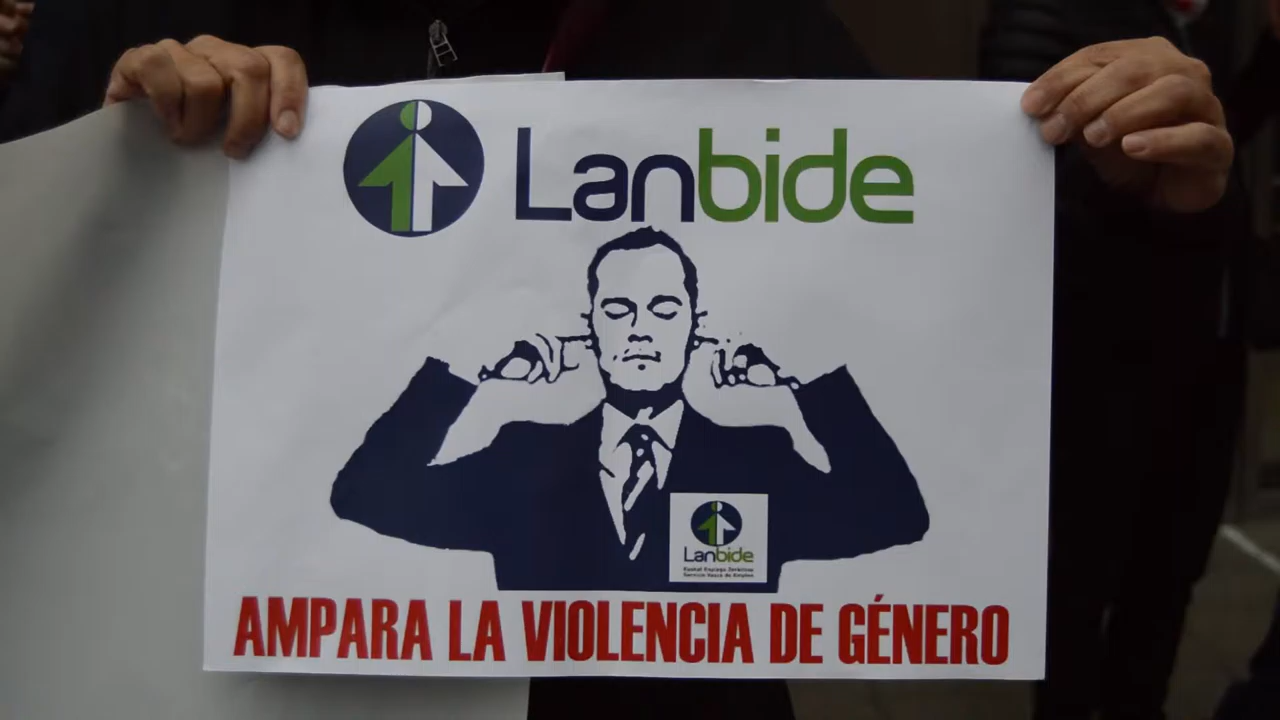 Lanbide
Lanbide
Euskal Enplegu Zerbitzua
Servicio Vasco de Empleo
AMPARA LA VIOLENCIA DE GÉNERO